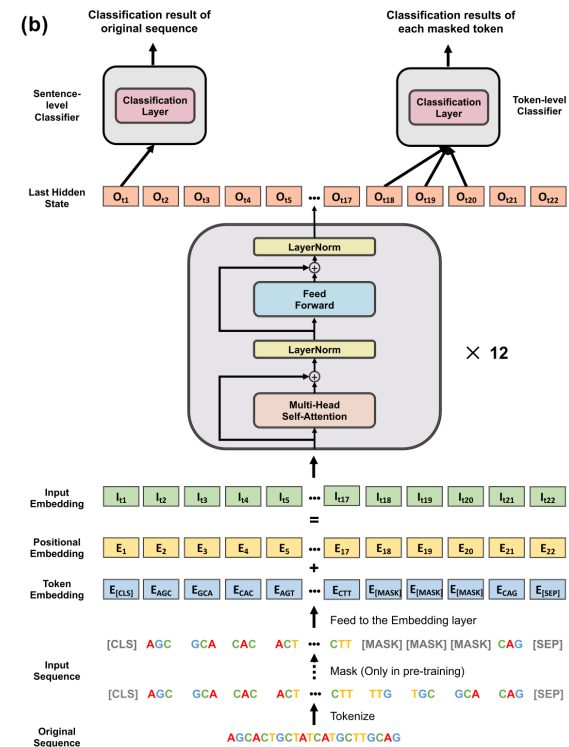 (b)
Classification result of
original sequence
Classification results of
each masked token
Sentence-
level
Classifier
Classification
Layer
Classification
Layer
Token-level
Classifier
Last Hidden
State
Ot1 Ot2 Ot3 Ot4 Ot5 ••• Ot17 Ot18 Ot19 Ot20 Ot21 Ot22
LayerNorm
+
Feed
Forward
LayerNorm
+
Multi-Head
Self-Attention
× 12
Input
Embedding
It1 It2 It3 It4 It5 ••• It17 It18 It19 It20 It21 It22
=
Positional
Embedding
E1 E2 E3 E4 E5 ••• E17 E18 E19 E20 E21 E22
+
Token
Embedding
E[CLS] EAGC EGCA ECAC EAGT ••• ECTT E[MASK] E[MASK] E[MASK] ECAG E[SEP]
Feed to the Embedding layer
[CLS] AGC GCA CAC ACT ••• CTT [MASK] [MASK] [MASK] CAG [SEP]
Input
Sequence
Mask (Only in pre-training)
[CLS] AGC GCA CAC ACT ••• CTT TTG TGC GCA CAG [SEP]
Tokenize
Original
Sequence
AGCACTGCTATCATGCTTGCAG